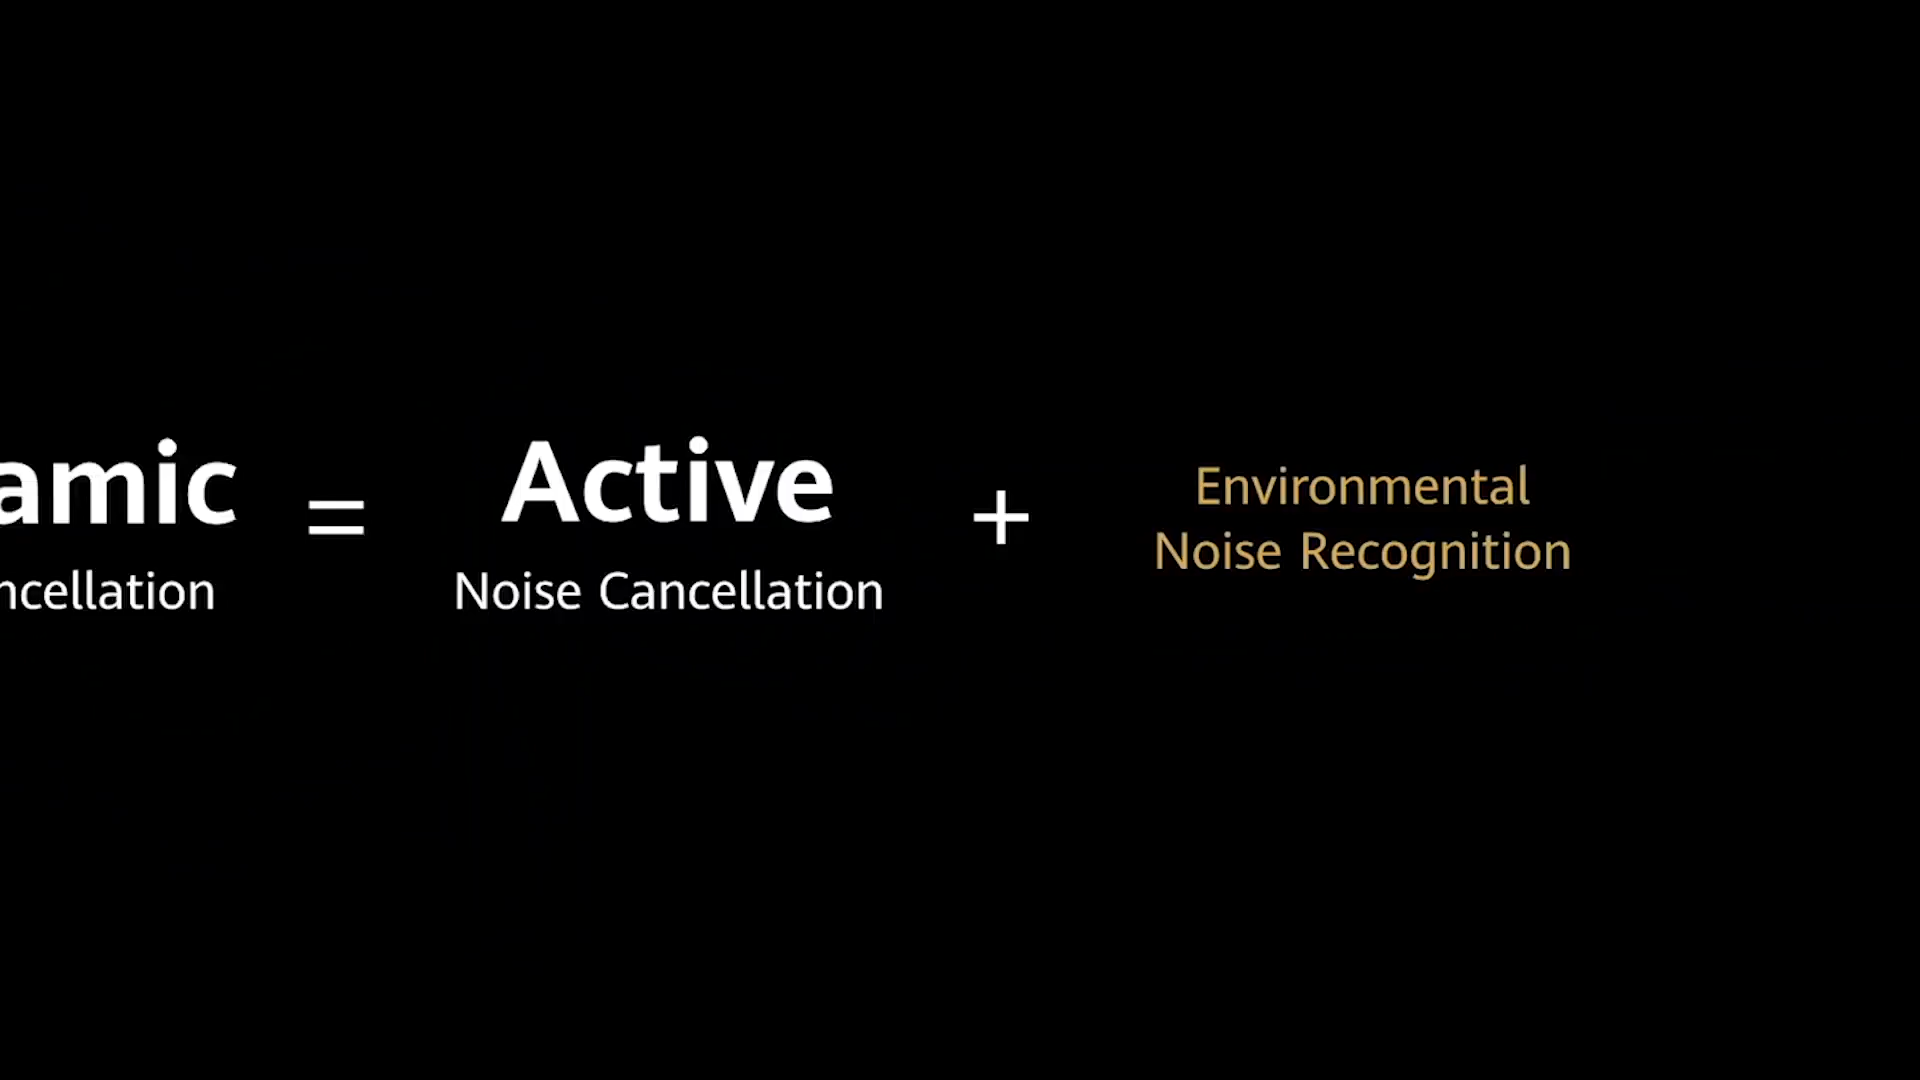 amic = Active +
ncellation Noise Cancellation
Environmental
Noise Recognition